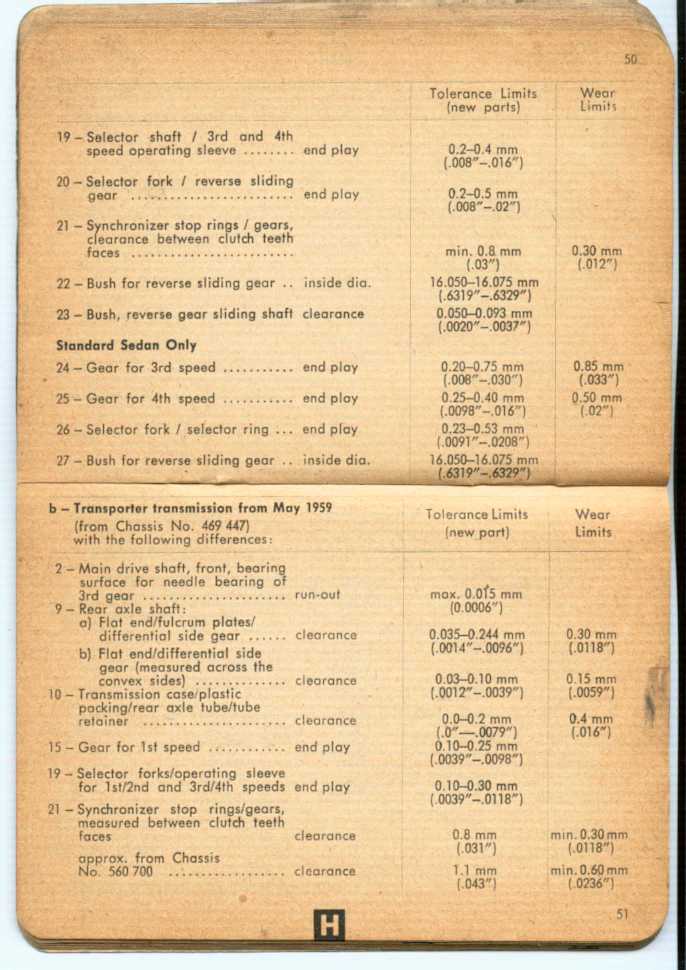 50
Tolerance Limits Wear
(new parts) Limits
19 – Selector shaft / 3rd and 4th
speed operating sleeve ........ end play 0.2–0.4 mm
(.008"–.016")
20 – Selector fork / reverse sliding
gear ........................ end play 0.2–0.5 mm
(.008"–.02")
21 – Synchronizer stop rings / gears,
clearance between clutch teeth
faces ........................ min. 0.8 mm 0.30 mm
(.03") (.012")
22 – Bush for reverse sliding gear .. inside dia. 16.050–16.075 mm
(.6319"–.6329")
23 – Bush, reverse gear sliding shaft clearance 0.050–0.093 mm
(.0020"–.0037")
Standard Sedan Only
24 – Gear for 3rd speed ........... end play 0.20–0.75 mm 0.85 mm
(.008"–.030") (.033")
25 – Gear for 4th speed ........... end play 0.25–0.40 mm 0.50 mm
(.0098"–.016") (.02")
26 – Selector fork / selector ring ... end play 0.23–0.53 mm
(.0091"–.0208")
27 – Bush for reverse sliding gear .. inside dia. 16.050–16.075 mm
(.6319"–.6329")
b – Transporter transmission from May 1959 Tolerance Limits Wear
(from Chassis No. 469 447) (new part) Limits
with the following differences:
2 – Main drive shaft, front, bearing
surface for needle bearing of
3rd gear ...................... run-out max. 0.015 mm
(0.0006")
9 – Rear axle shaft:
a) Flat end/fulcrum plates/
differential side gear ...... clearance 0.035–0.244 mm 0.30 mm
(.0014"–.0096") (.0118")
b) Flat end/differential side
gear (measured across the
convex sides) .............. clearance 0.03–0.10 mm 0.15 mm
(.0012"–.0039") (.0059")
10 – Transmission case/plastic
packing/rear axle tube/tube
retainer ...................... clearance 0.0–0.2 mm 0.4 mm
(.0"—.0079") (.016")
15 – Gear for 1st speed ............ end play 0.10–0.25 mm
(.0039"–.0098")
19 – Selector forks/operating sleeve
for 1st/2nd and 3rd/4th speeds end play 0.10–0.30 mm
(.0039"–.0118")
21 – Synchronizer stop rings/gears,
measured between clutch teeth
faces clearance 0.8 mm min. 0.30 mm
(.031") (.0118")
approx. from Chassis
No. 560 700 .................. clearance 1.1 mm min. 0.60 mm
(.043") (.0236")
H
51